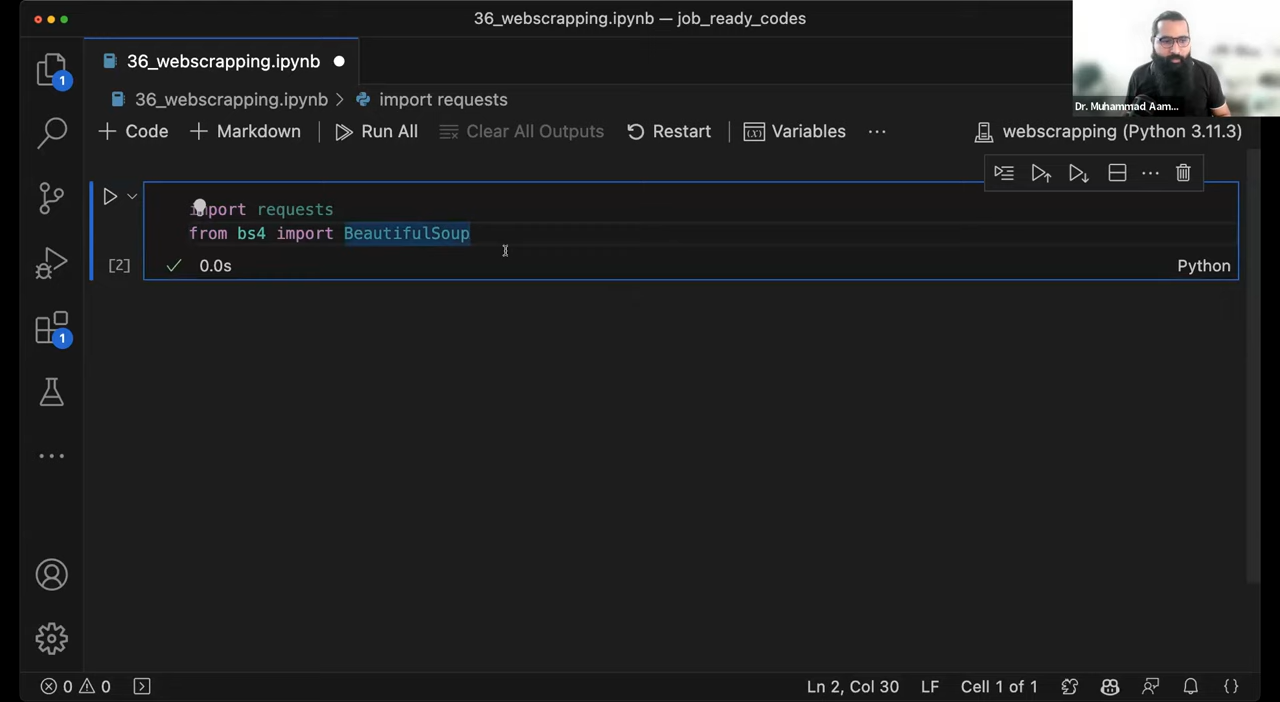 36_webscrapping.ipynb — job_ready_codes
36_webscrapping.ipynb
Dr. Muhammad Aam...
36_webscrapping.ipynb > import requests
+ Code + Markdown Run All Clear All Outputs Restart Variables ... webscrapping (Python 3.11.3)
import requests
from bs4 import BeautifulSoup
[2] 0.0s Python
1
1
0 0 Ln 2, Col 30 LF Cell 1 of 1 {}